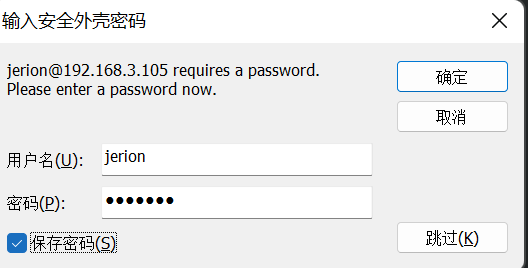 输入安全外壳密码
jerion@192.168.3.105 requires a password.
Please enter a password now.
确定
取消
用户名(U):
jerion
密码(P):
●●●●●●●
保存密码(S)
跳过(K)